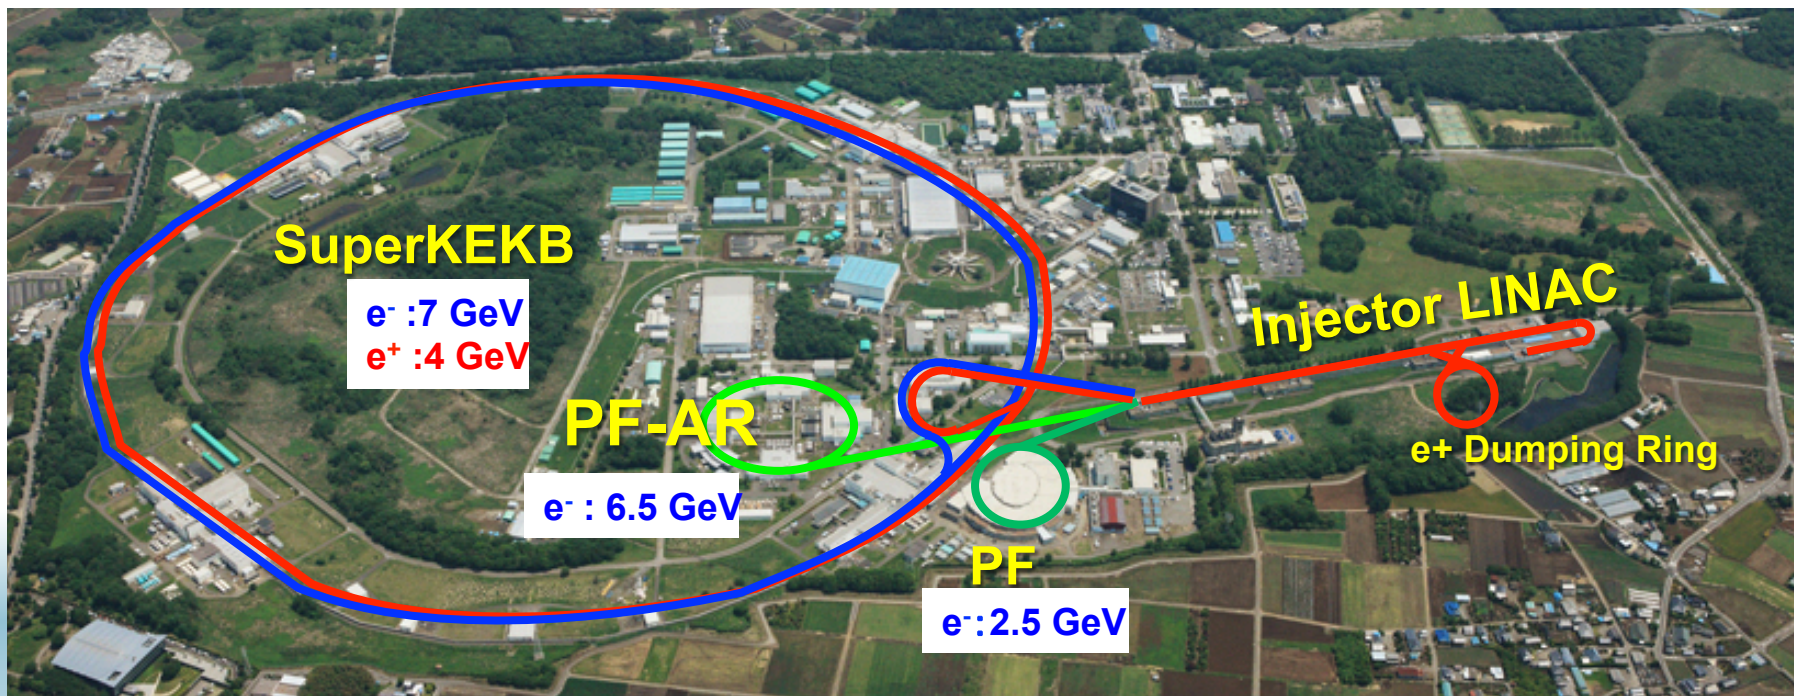 SuperKEKB
e⁻ :7 GeV
e⁺ :4 GeV
Injector LINAC
PF-AR
e+ Dumping Ring
e⁻ : 6.5 GeV
PF
e⁻: 2.5 GeV